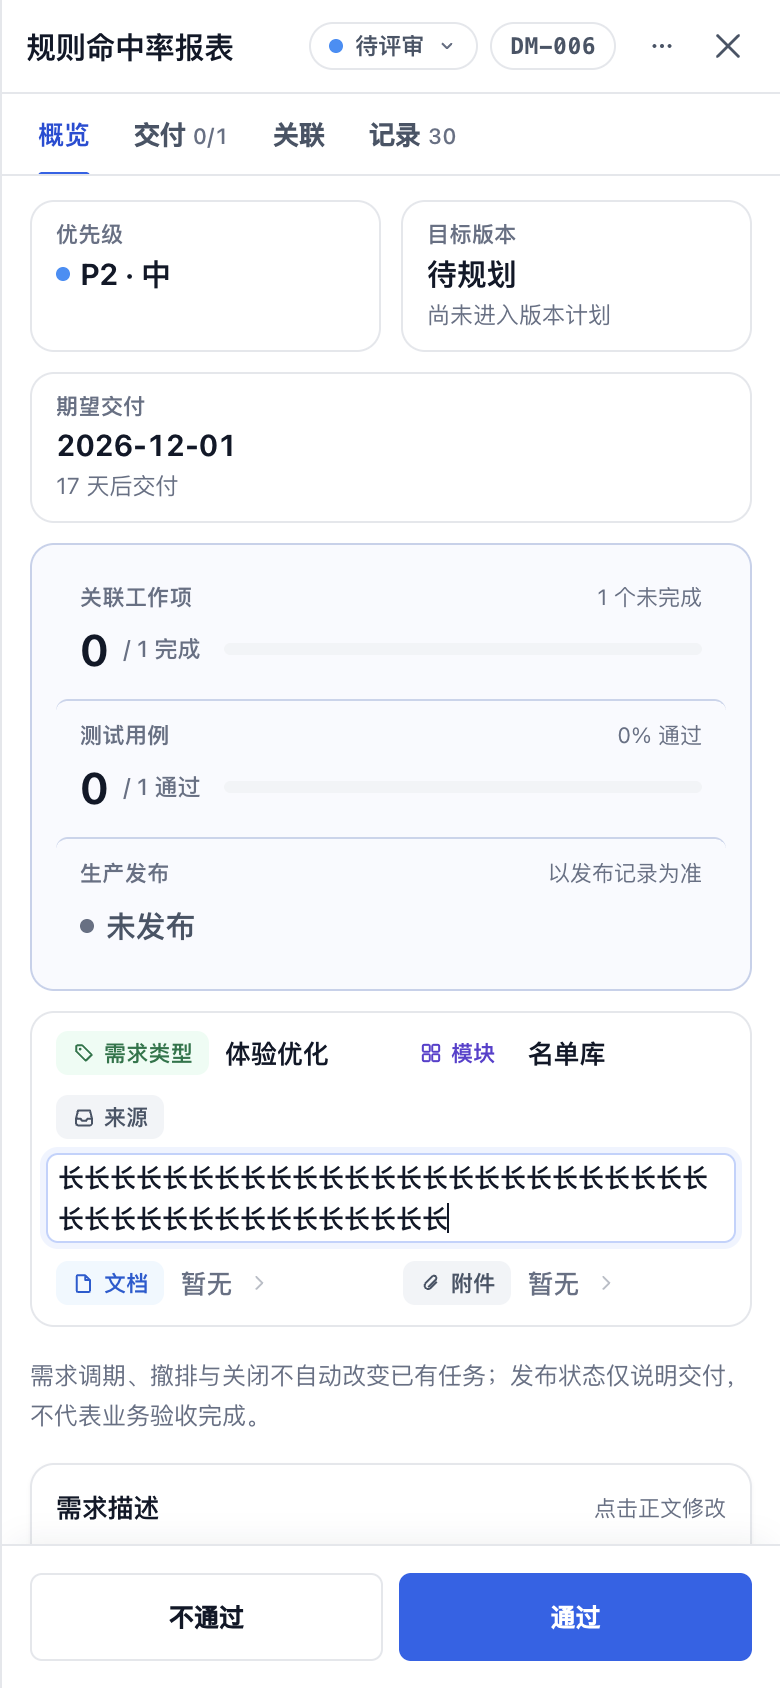 规则命中率报表 待评审 DM-006 ···
概览 交付 0/1 关联 记录 30
优先级 目标版本
P2 · 中 待规划
尚未进入版本计划
期望交付
2026-12-01
17 天后交付
关联工作项 1 个未完成
0 / 1 完成
测试用例 0% 通过
0 / 1 通过
生产发布 以发布记录为准
未发布
需求类型 体验优化 模块 名单库
来源
长长长长长长长长长长长长长长长长长长长长长长长长长
长长长长长长长长长长长长长长长
文档 暂无 附件 暂无
需求调期、撤排与关闭不自动改变已有任务；发布状态仅说明交付，
不代表业务验收完成。
需求描述 点击正文修改
不通过 通过